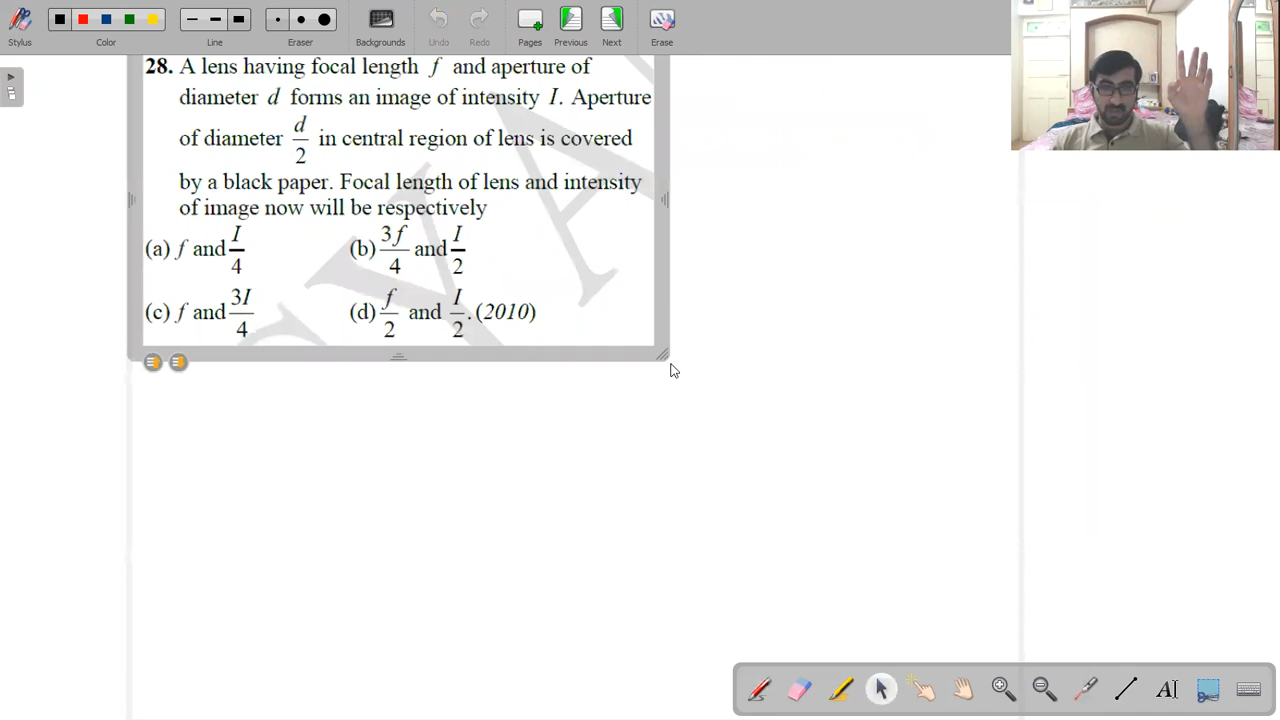 Stylus
Color
Line
Eraser
Backgrounds
Undo
Redo
Pages
Previous
Next
Erase
28. A lens having focal length f and aperture of
diameter d forms an image of intensity I. Aperture
of diameter d/2 in central region of lens is covered
by a black paper. Focal length of lens and intensity
of image now will be respectively
(a) f and I/4 (b) 3f/4 and I/2
(c) f and 3I/4 (d) f/2 and I/2. (2010)